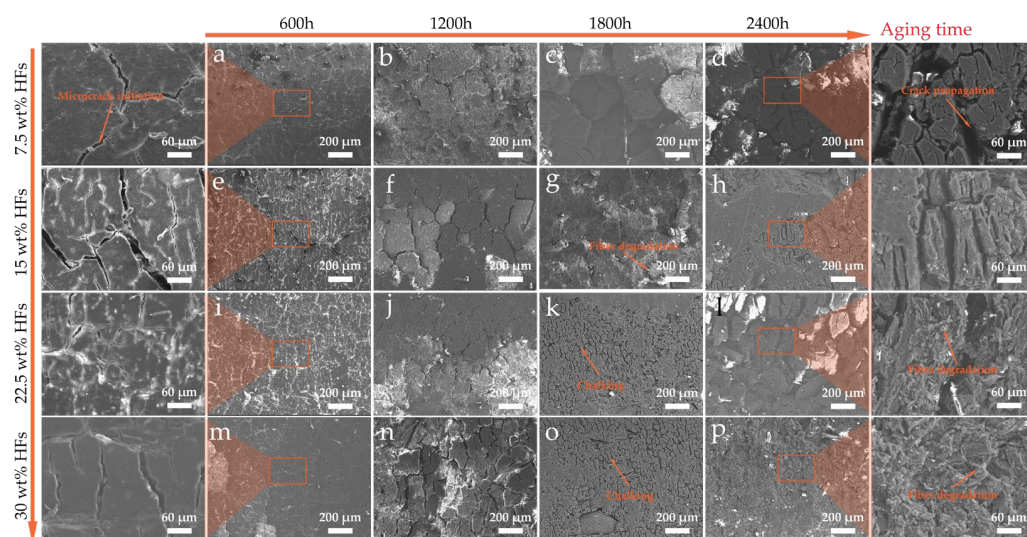 600h 1200h 1800h 2400h Aging time
7.5 wt% HFs
Microcrack initiation
a b c d
Crack propagation
60 μm 200 μm 200 μm 200 μm 200 μm 60 μm
15 wt% HFs
e f g h
Fiber degradation
60 μm 200 μm 200 μm 200 μm 200 μm 60 μm
22.5 wt% HFs
i j k l
Chalking
Fiber degradation
60 μm 200 μm 200 μm 200 μm 200 μm 60 μm
30 wt% HFs
m n o p
Chalking
Fiber degradation
60 μm 200 μm 200 μm 200 μm 200 μm 60 μm